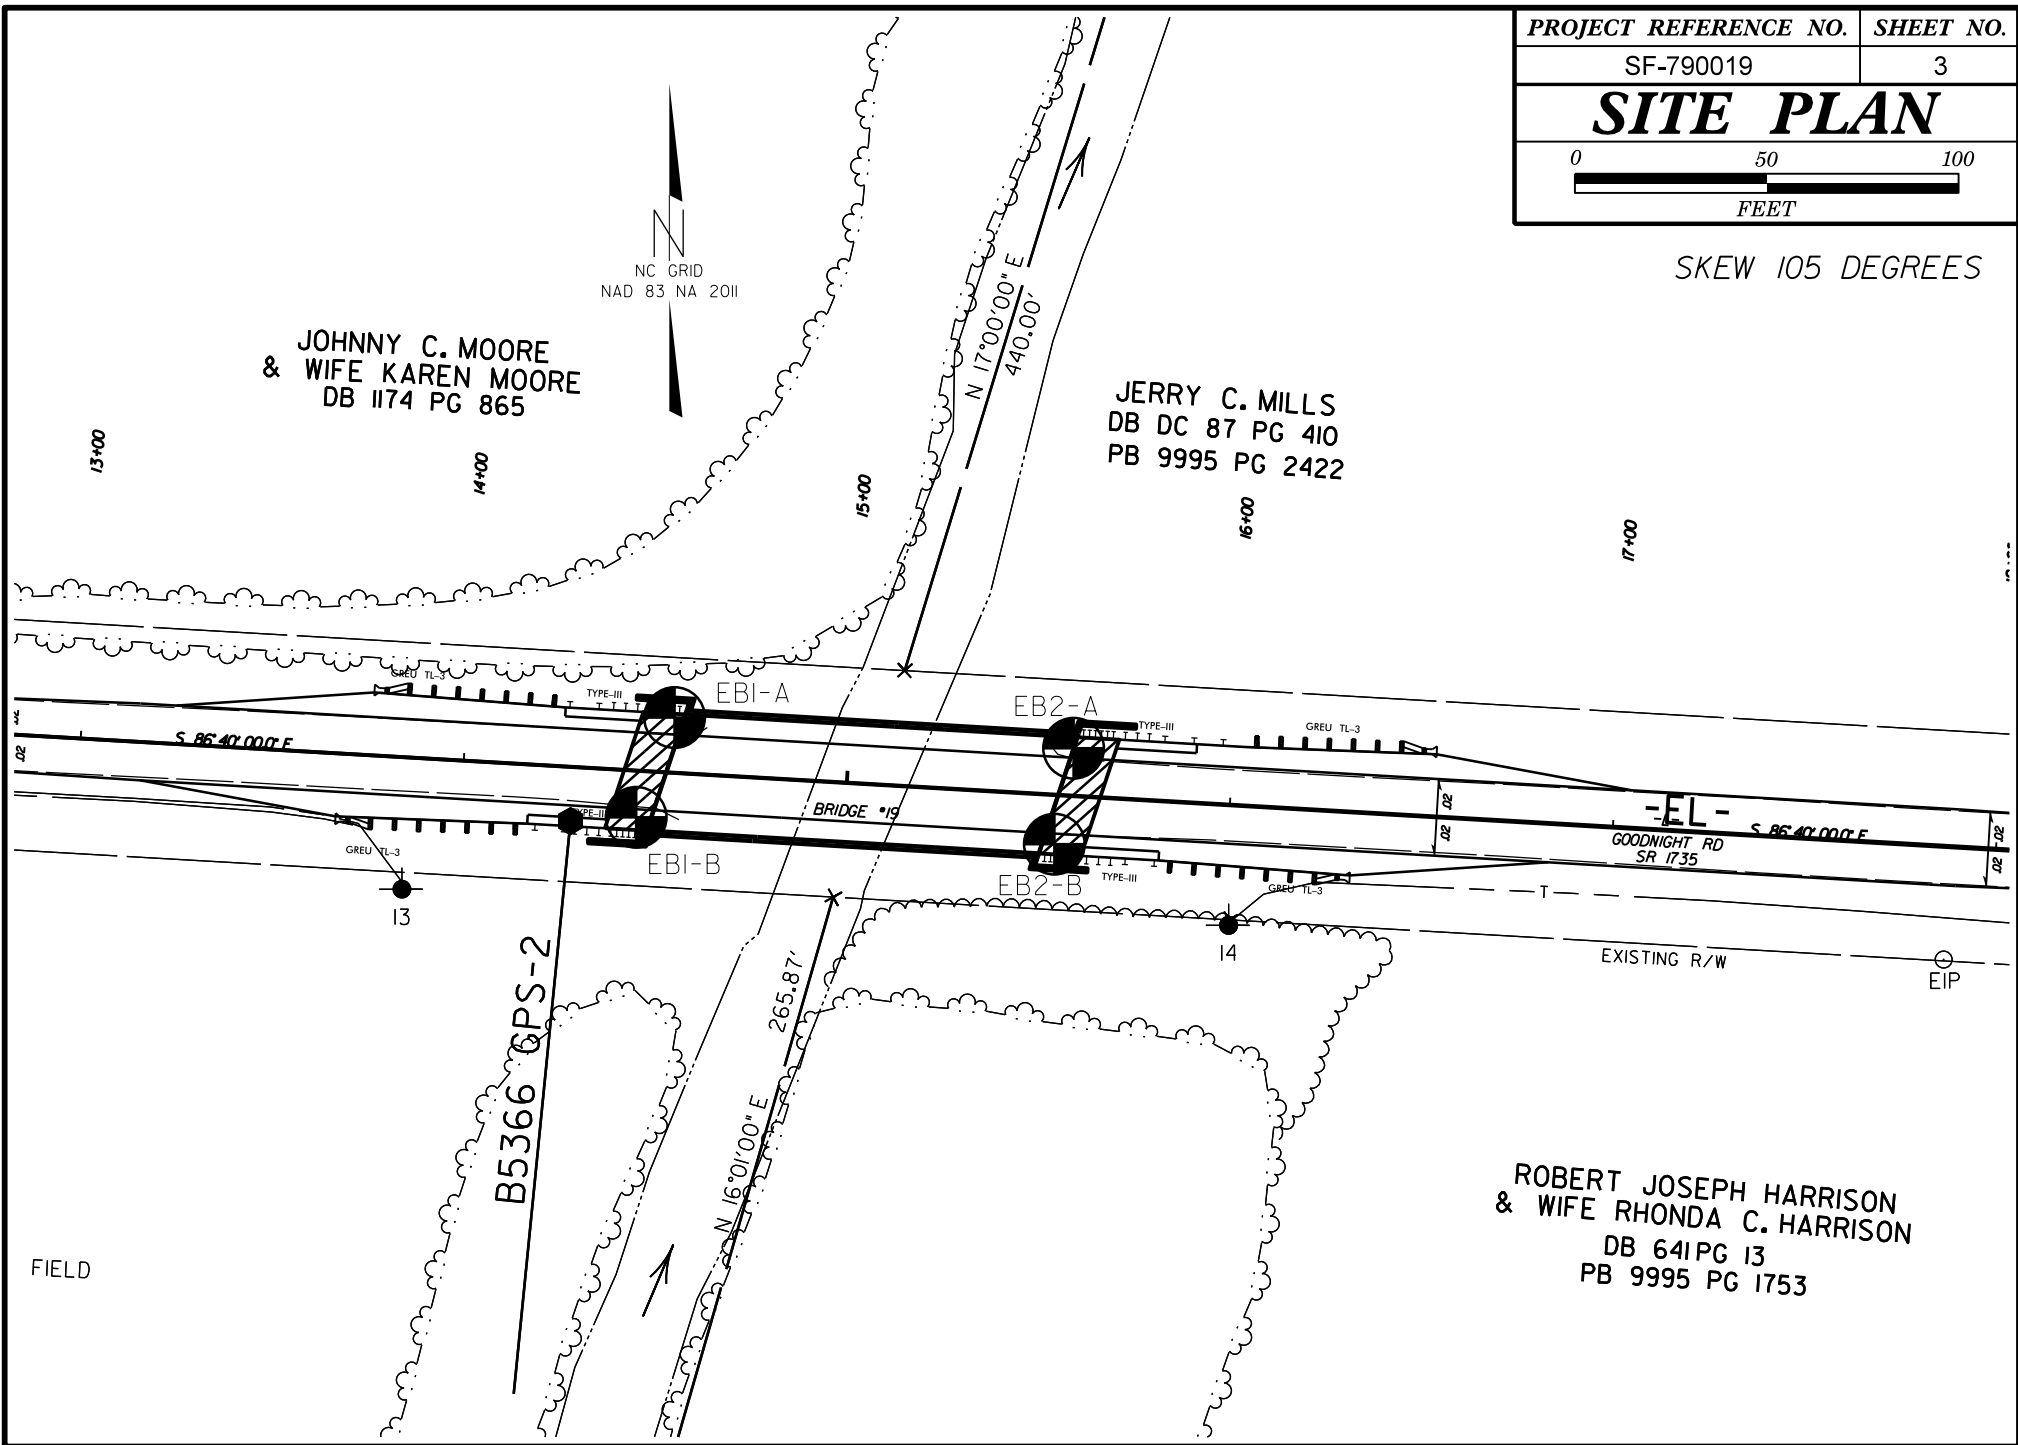 PROJECT REFERENCE NO. SHEET NO.
SF-790019 3
SITE PLAN
0 50 100
FEET
SKEW 105 DEGREES
N
NC GRID
NAD 83 NA 2011
JOHNNY C. MOORE
& WIFE KAREN MOORE
DB 1174 PG 865
N 17°00'00" E
440.00'
JERRY C. MILLS
DB DC 87 PG 410
PB 9995 PG 2422
13+00
14+00
15+00
16+00
17+00
GREU TL-3
TYPE-III
EB1-A
EB2-A
TYPE-III
GREU TL-3
.02
.02
S 86°40'00.0" E
BRIDGE #19
.02
.02
-EL-
-L-
S 86°40'00.0" E
GOODNIGHT RD
SR 1735
.02
.02
GREU TL-3
TYPE-III
EB1-B
EB2-B
TYPE-III
GREU TL-3
T
13
14
EXISTING R/W
EIP
B5366 GPS-2
265.87'
N 16°01'00" E
ROBERT JOSEPH HARRISON
& WIFE RHONDA C. HARRISON
DB 641 PG 13
PB 9995 PG 1753
FIELD